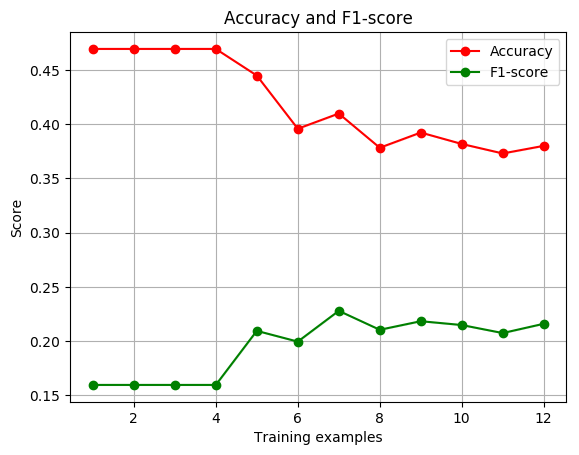 Accuracy and F1-score
Accuracy
F1-score
Score
0.45
0.40
0.35
0.30
0.25
0.20
0.15
2 4 6 8 10 12
Training examples